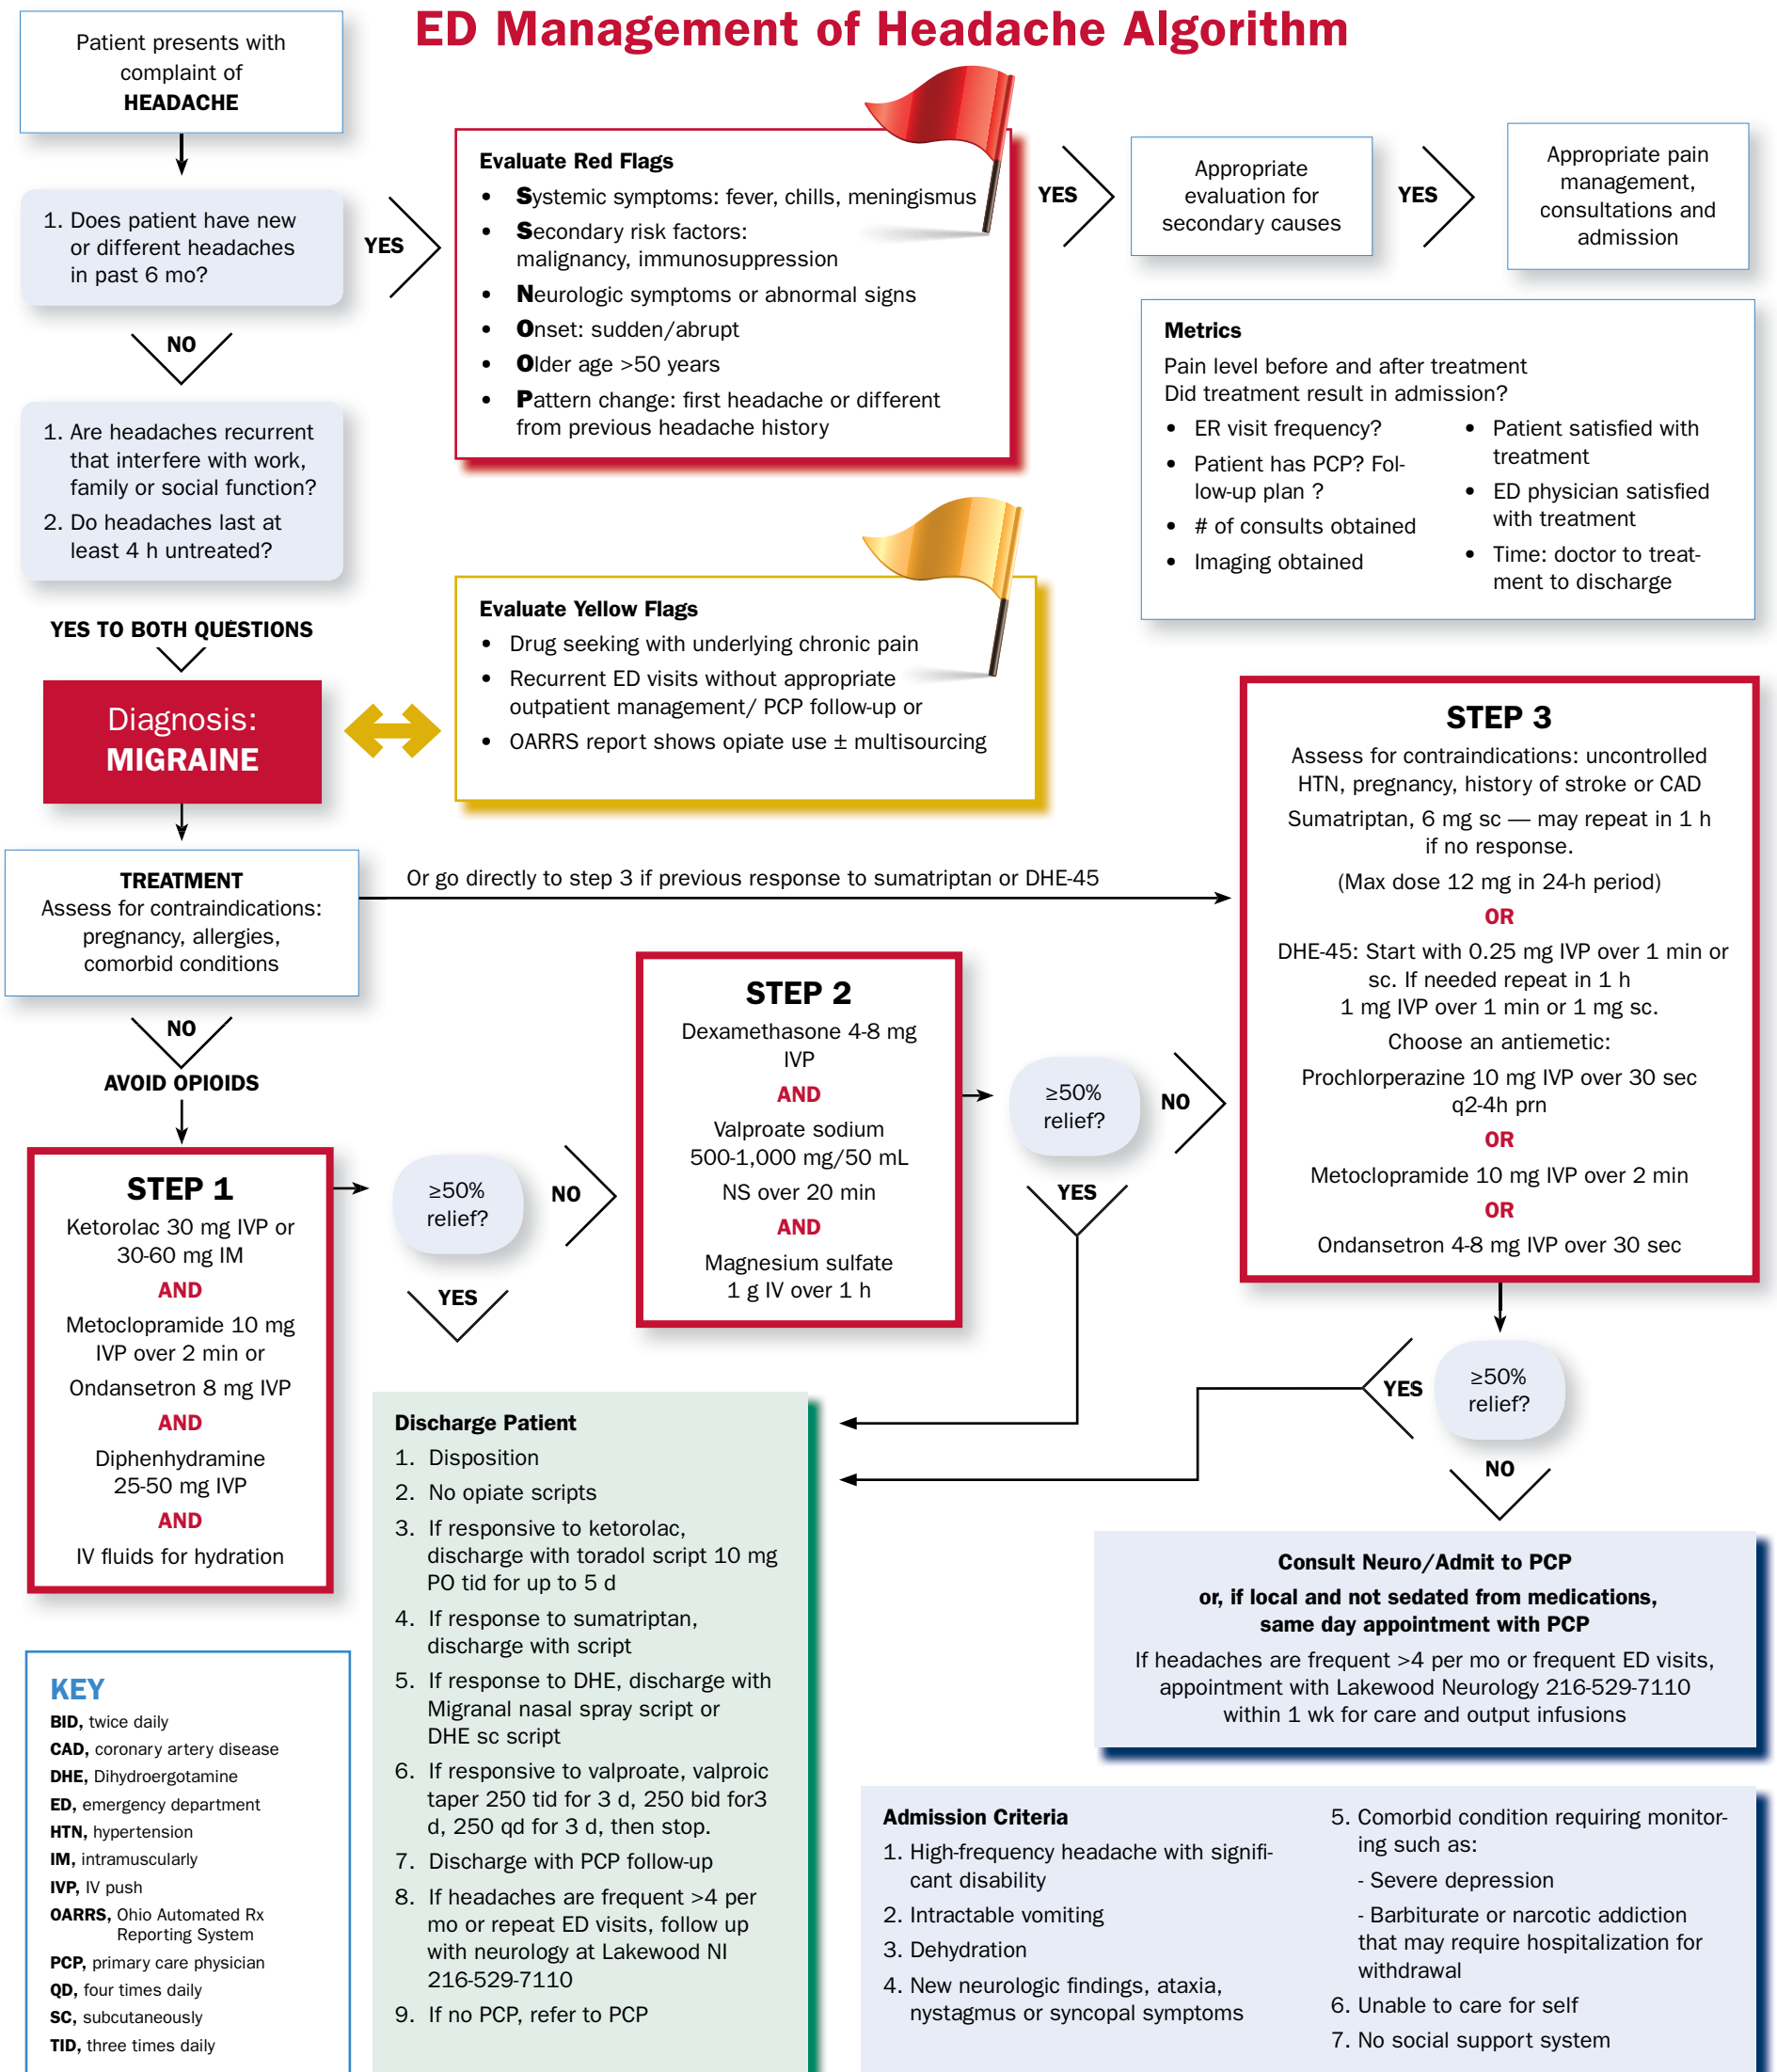 ED Management of Headache Algorithm
Patient presents with
complaint of
HEADACHE
1. Does patient have new
or different headaches
in past 6 mo?
YES
NO
Evaluate Red Flags
• Systemic symptoms: fever, chills, meningismus
• Secondary risk factors:
malignancy, immunosuppression
• Neurologic symptoms or abnormal signs
• Onset: sudden/abrupt
• Older age >50 years
• Pattern change: first headache or different
from previous headache history
YES
Appropriate
evaluation for
secondary causes
YES
Appropriate pain
management,
consultations and
admission
Metrics
Pain level before and after treatment
Did treatment result in admission?
• ER visit frequency?
• Patient has PCP? Fol-
low-up plan ?
• # of consults obtained
• Imaging obtained
• Patient satisfied with
treatment
• ED physician satisfied
with treatment
• Time: doctor to treat-
ment to discharge
1. Are headaches recurrent
that interfere with work,
family or social function?
2. Do headaches last at
least 4 h untreated?
YES TO BOTH QUESTIONS
Diagnosis:
MIGRAINE
Evaluate Yellow Flags
• Drug seeking with underlying chronic pain
• Recurrent ED visits without appropriate
outpatient management/ PCP follow-up or
• OARRS report shows opiate use ± multisourcing
TREATMENT
Assess for contraindications:
pregnancy, allergies,
comorbid conditions
Or go directly to step 3 if previous response to sumatriptan or DHE-45
NO
AVOID OPIOIDS
STEP 1
Ketorolac 30 mg IVP or
30-60 mg IM
AND
Metoclopramide 10 mg
IVP over 2 min or
Ondansetron 8 mg IVP
AND
Diphenhydramine
25-50 mg IVP
AND
IV fluids for hydration
≥50%
relief?
NO
YES
STEP 2
Dexamethasone 4-8 mg
IVP
AND
Valproate sodium
500-1,000 mg/50 mL
NS over 20 min
AND
Magnesium sulfate
1 g IV over 1 h
≥50%
relief?
NO
YES
STEP 3
Assess for contraindications: uncontrolled
HTN, pregnancy, history of stroke or CAD
Sumatriptan, 6 mg sc — may repeat in 1 h
if no response.
(Max dose 12 mg in 24-h period)
OR
DHE-45: Start with 0.25 mg IVP over 1 min or
sc. If needed repeat in 1 h
1 mg IVP over 1 min or 1 mg sc.
Choose an antiemetic:
Prochlorperazine 10 mg IVP over 30 sec
q2-4h prn
OR
Metoclopramide 10 mg IVP over 2 min
OR
Ondansetron 4-8 mg IVP over 30 sec
≥50%
relief?
YES
NO
Discharge Patient
1. Disposition
2. No opiate scripts
3. If responsive to ketorolac,
discharge with toradol script 10 mg
PO tid for up to 5 d
4. If response to sumatriptan,
discharge with script
5. If response to DHE, discharge with
Migranal nasal spray script or
DHE sc script
6. If responsive to valproate, valproic
taper 250 tid for 3 d, 250 bid for3
d, 250 qd for 3 d, then stop.
7. Discharge with PCP follow-up
8. If headaches are frequent >4 per
mo or repeat ED visits, follow up
with neurology at Lakewood NI
216-529-7110
9. If no PCP, refer to PCP
Consult Neuro/Admit to PCP
or, if local and not sedated from medications,
same day appointment with PCP
If headaches are frequent >4 per mo or frequent ED visits,
appointment with Lakewood Neurology 216-529-7110
within 1 wk for care and output infusions
KEY
BID, twice daily
CAD, coronary artery disease
DHE, Dihydroergotamine
ED, emergency department
HTN, hypertension
IM, intramuscularly
IVP, IV push
OARRS, Ohio Automated Rx
Reporting System
PCP, primary care physician
QD, four times daily
SC, subcutaneously
TID, three times daily
Admission Criteria
1. High-frequency headache with signifi-
cant disability
2. Intractable vomiting
3. Dehydration
4. New neurologic findings, ataxia,
nystagmus or syncopal symptoms
5. Comorbid condition requiring monitor-
ing such as:
- Severe depression
- Barbiturate or narcotic addiction
that may require hospitalization for
withdrawal
6. Unable to care for self
7. No social support system